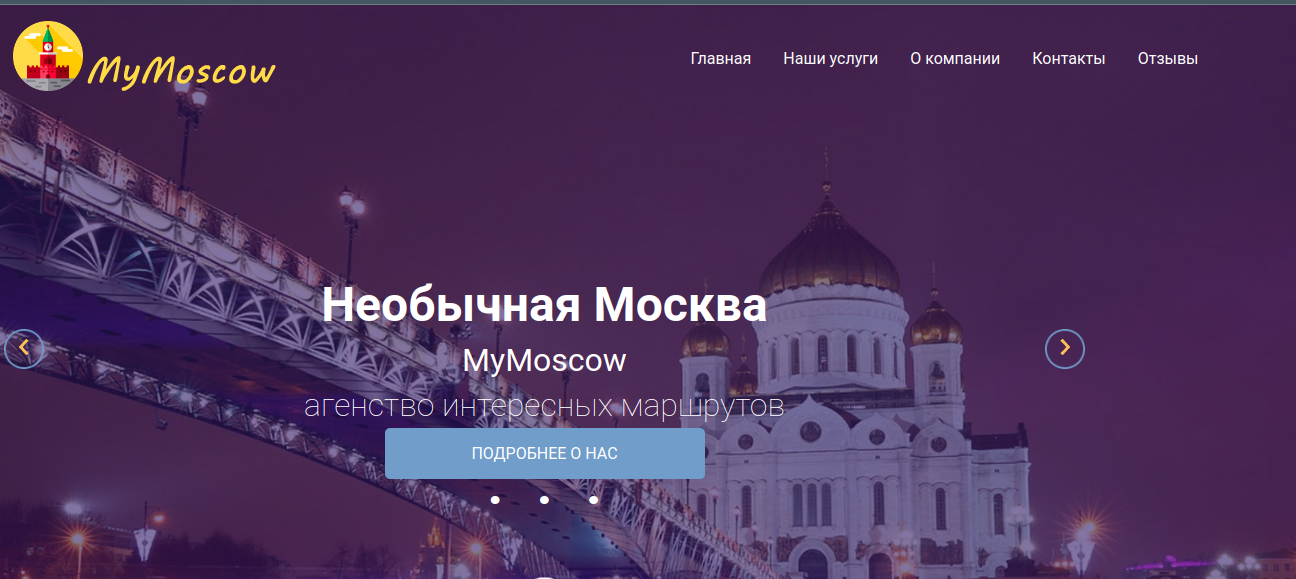 MyMoscow
Главная Наши услуги О компании Контакты Отзывы
Необычная Москва
MyMoscow
агенство интересных маршрутов
ПОДРОБНЕЕ О НАС